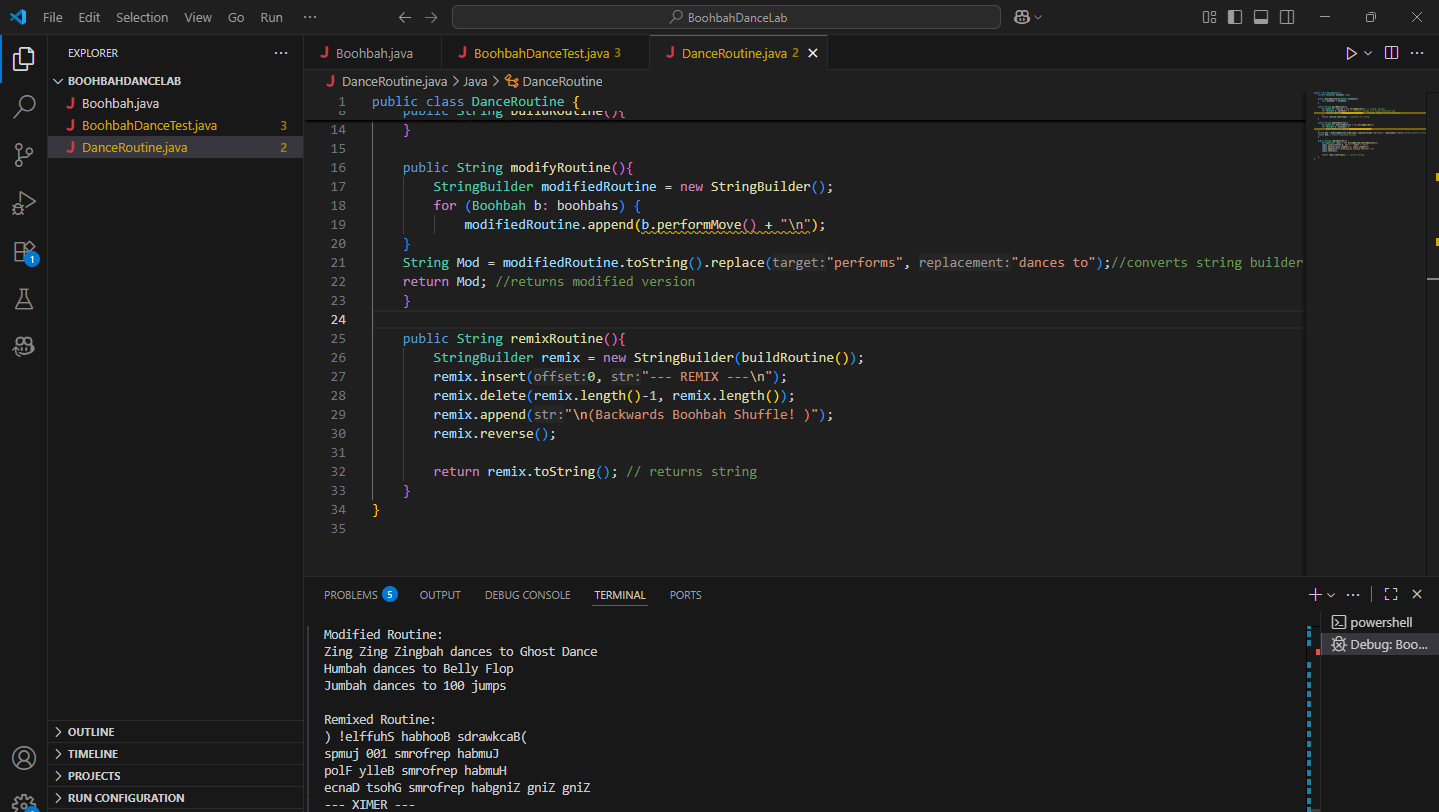 File Edit Selection View Go Run ··· BoohbahDanceLab
EXPLORER ···
BOOHBAHDANCELAB
Boohbah.java
BoohbahDanceTest.java 3
DanceRoutine.java 2
OUTLINE
TIMELINE
PROJECTS
RUN CONFIGURATION
1
Boohbah.java BoohbahDanceTest.java 3 DanceRoutine.java 2
DanceRoutine.java > Java > DanceRoutine
1 public class DanceRoutine {
8 public String buildRoutine(){
14 }
15
16 public String modifyRoutine(){
17 StringBuilder modifiedRoutine = new StringBuilder();
18 for (Boohbah b: boohbahs) {
19 modifiedRoutine.append(b.performMove() + "\n");
20 }
21 String Mod = modifiedRoutine.toString().replace(target:"performs", replacement:"dances to");//converts string builder
22 return Mod; //returns modified version
23 }
24
25 public String remixRoutine(){
26 StringBuilder remix = new StringBuilder(buildRoutine());
27 remix.insert(offset:0, str:"--- REMIX ---\n");
28 remix.delete(remix.length()-1, remix.length());
29 remix.append(str:"\n(Backwards Boohbah Shuffle! )");
30 remix.reverse();
31
32 return remix.toString(); // returns string
33 }
34 }
35
PROBLEMS 5 OUTPUT DEBUG CONSOLE TERMINAL PORTS
Modified Routine:
Zing Zing Zingbah dances to Ghost Dance
Humbah dances to Belly Flop
Jumbah dances to 100 jumps
Remixed Routine:
) !elffuhS habhooB sdrawkcaB(
spmuj 001 smrofrep habmuJ
polF ylleB smrofrep habmuH
ecnaD tsohG smrofrep habgniZ gniZ gniZ
--- XIMER ---
powershell
Debug: Boo...